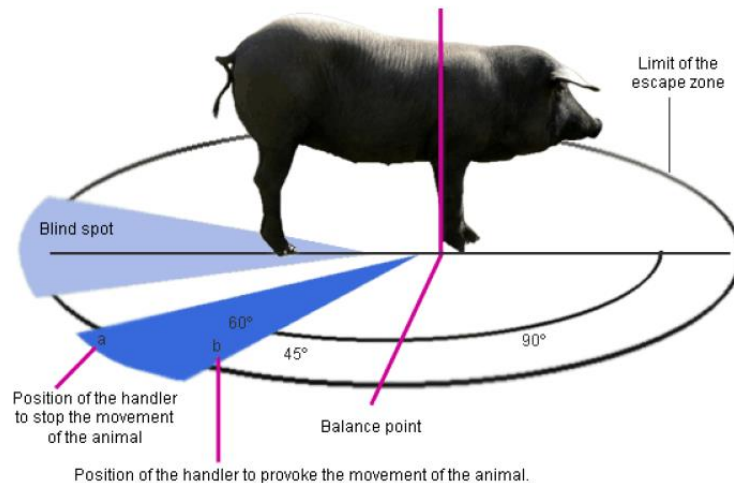 Limit of the
escape zone
Blind spot
60°
a
b
45°
90°
Position of the handler
to stop the movement
of the animal
Balance point
Position of the handler to provoke the movement of the animal.